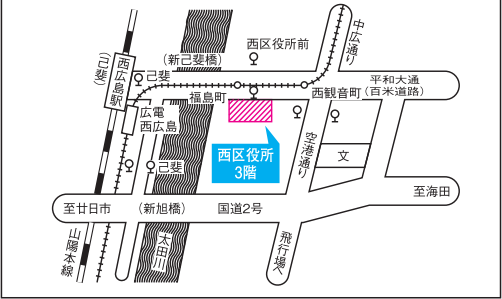 中広通り
西区役所前
(新己斐橋)
西広島駅
(己斐)
己斐
平和大通
(百米道路)
福島町
西観音町
広電
西広島
空港通り
文
西区役所
3階
己斐
至海田
至廿日市
(新旭橋)
国道2号
山陽本線
太田川
飛行場へ